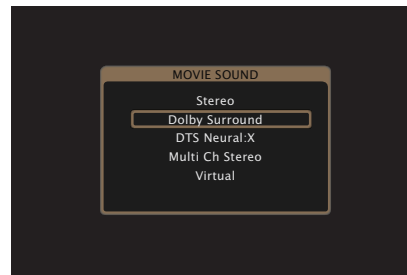 MOVIE SOUND
Stereo
Dolby Surround
DTS Neural:X
Multi Ch Stereo
Virtual